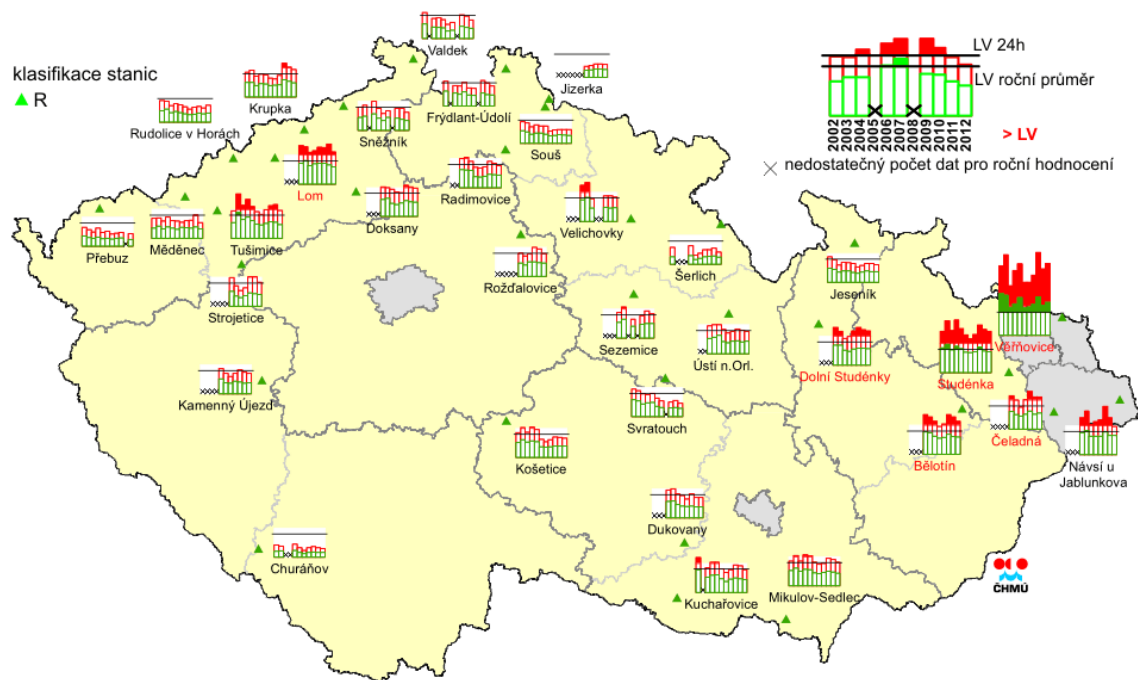 klasifikace stanic
R
LV 24h
LV roční průměr
2002
2003
2004
2005
2006
2007
2008
2009
2010
2011
2012
> LV
nedostatečný počet dat pro roční hodnocení
Valdek
Jizerka
Krupka
Rudolice v Horách
Frýdlant-Údolí
Sněžník
Souš
Lom
Radimovice
Doksany
Velichovky
Přebuz
Měděnec
Tušimice
Šerlich
Rožďalovice
Jeseník
Strojetice
Sezemice
Ústí n.Orl.
Dolní Studénky
Studénka
Věřňovice
Kamenný Újezd
Svratouch
Košetice
Bělotín
Čeladná
Návsí u
Jablunkova
Dukovany
Churáňov
Kuchařovice
Mikulov-Sedlec
ČHMÚ